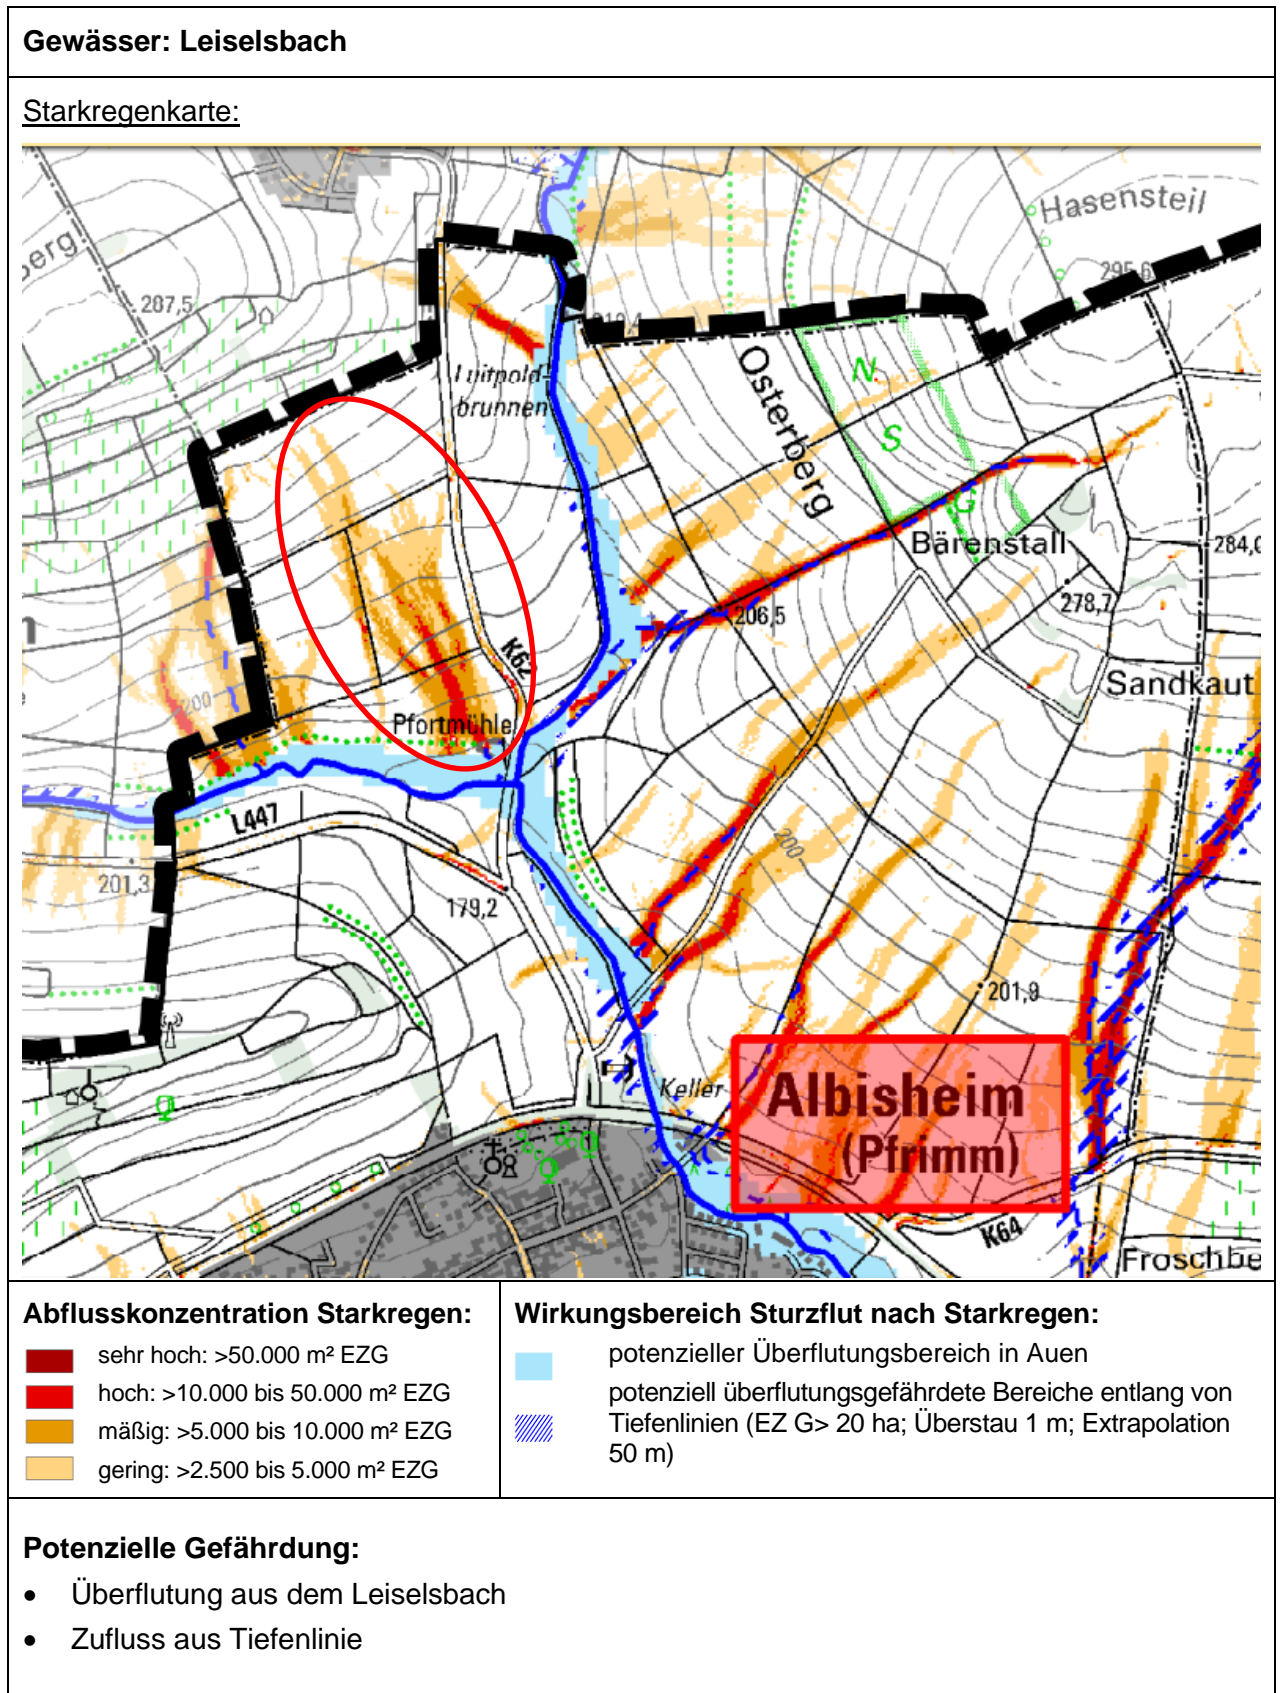 Gewässer: Leiselsbach
Starkregenkarte:
Hasensteil
berg
295,6
287,5
Luitpold-
brunnen
Osterberg
N
S
G
Bärenstall
284,0
278,7
206,5
K62
Sandkaut
200
Pfortmühle
L447
201,3
200
179,2
201,9
Keller
Albisheim
(Pfrimm)
K64
Froschbe
Abflusskonzentration Starkregen:
sehr hoch: >50.000 m² EZG
hoch: >10.000 bis 50.000 m² EZG
mäßig: >5.000 bis 10.000 m² EZG
gering: >2.500 bis 5.000 m² EZG
Wirkungsbereich Sturzflut nach Starkregen:
potenzieller Überflutungsbereich in Auen
potenziell überflutungsgefährdete Bereiche entlang von
Tiefenlinien (EZ G> 20 ha; Überstau 1 m; Extrapolation
50 m)
Potenzielle Gefährdung:
• Überflutung aus dem Leiselsbach
• Zufluss aus Tiefenlinie